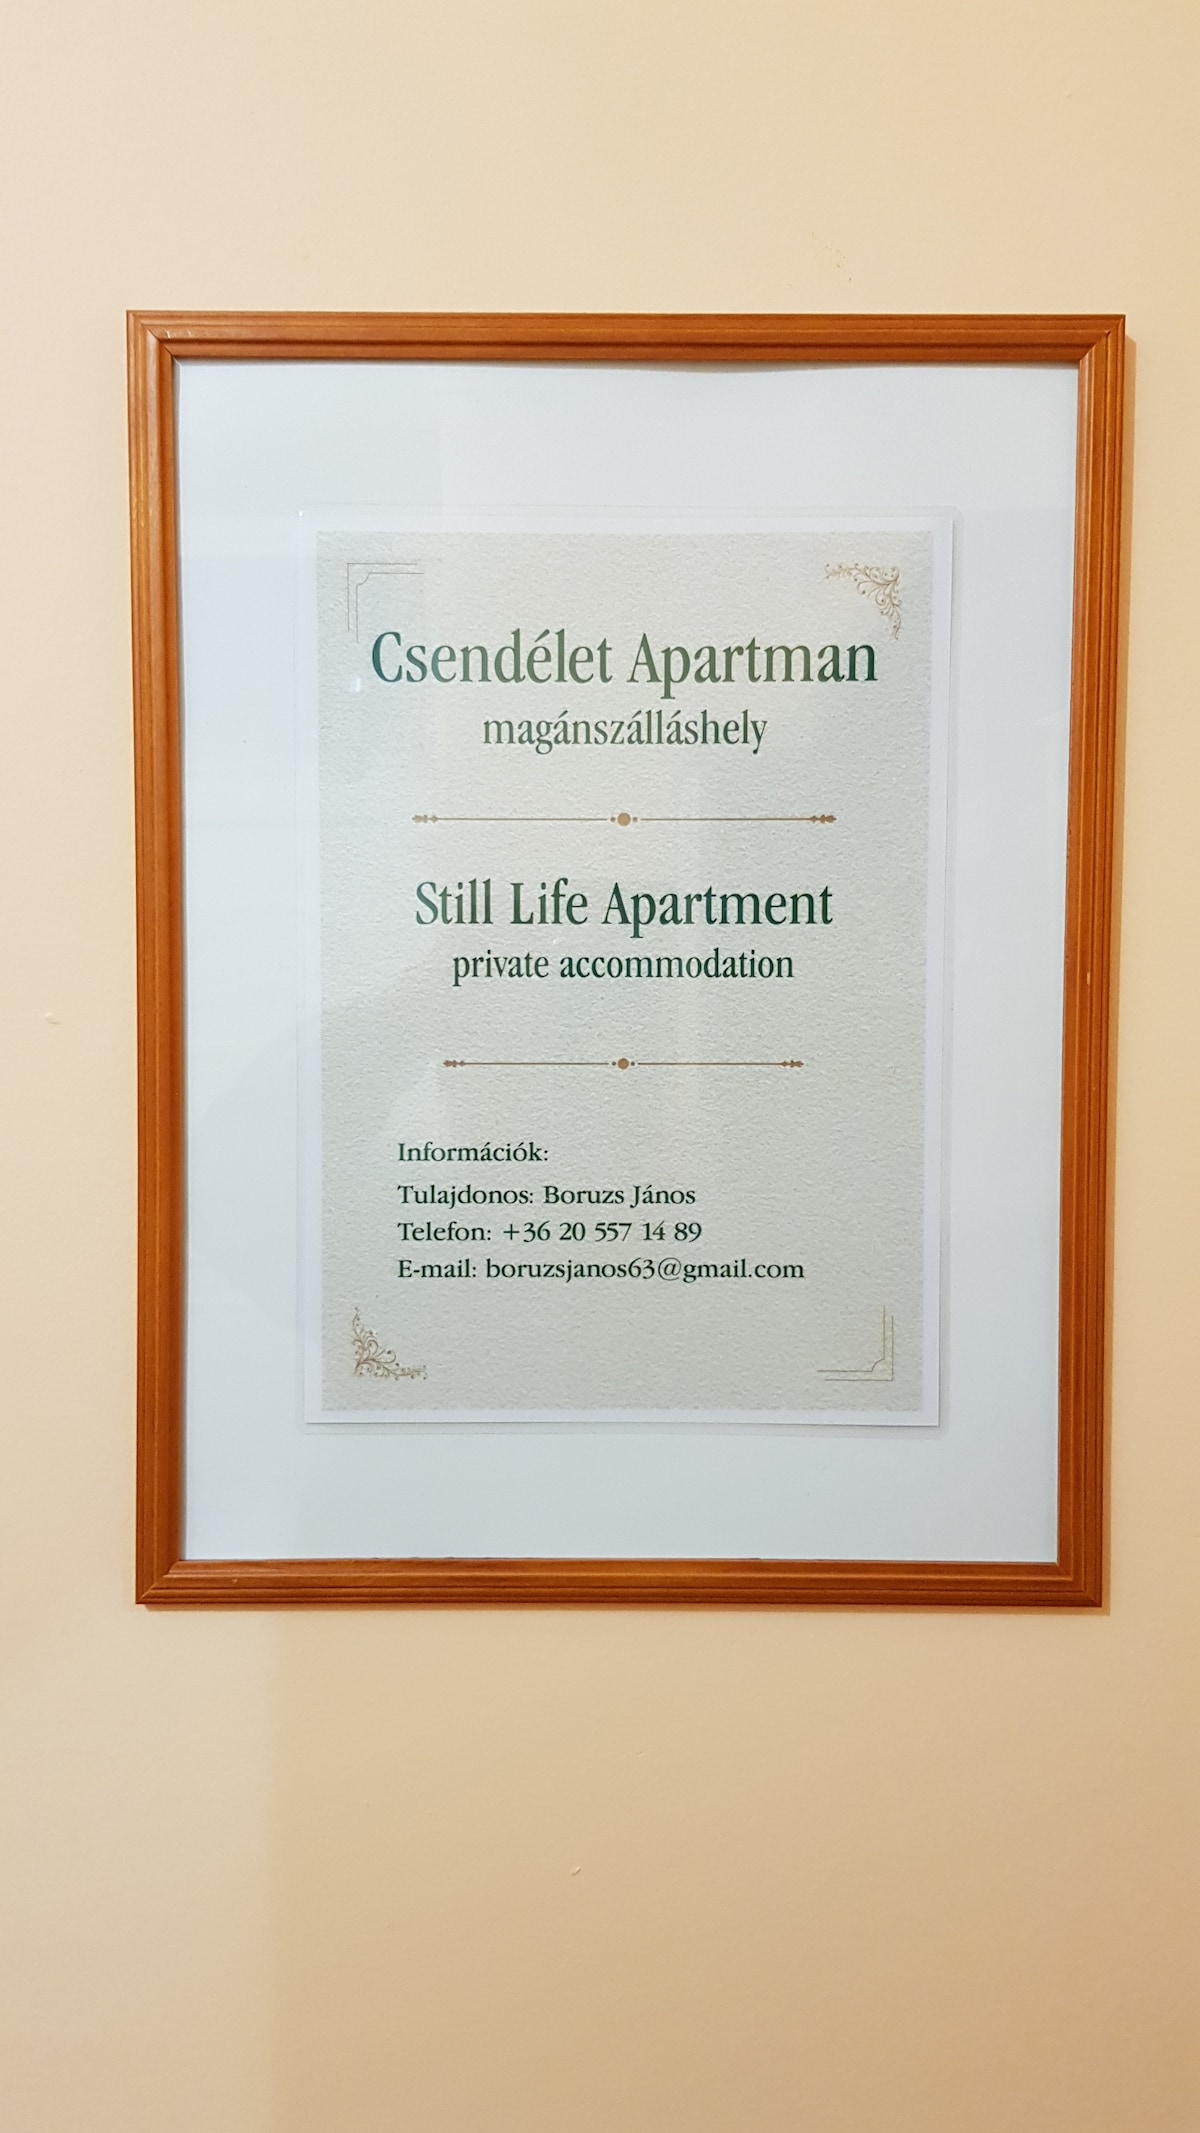 Csendélet Apartman
magánszálláshely
Still Life Apartment
private accommodation
Információk:
Tulajdonos: Boruzs János
Telefon: +36 20 557 14 89
E-mail: boruzsjanos63@gmail.com